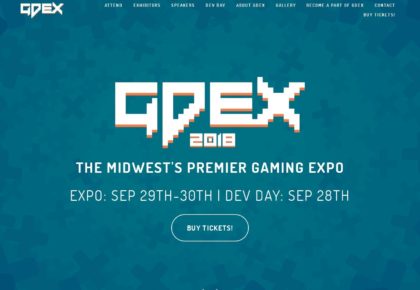 GDEX
ATTEND EXHIBITORS SPEAKERS DEV DAY ABOUT GDEX GALLERY BECOME A PART OF GDEX CONTACT
BUY TICKETS!
GDEX
2018
THE MIDWEST'S PREMIER GAMING EXPO
EXPO: SEP 29TH-30TH | DEV DAY: SEP 28TH
BUY TICKETS!